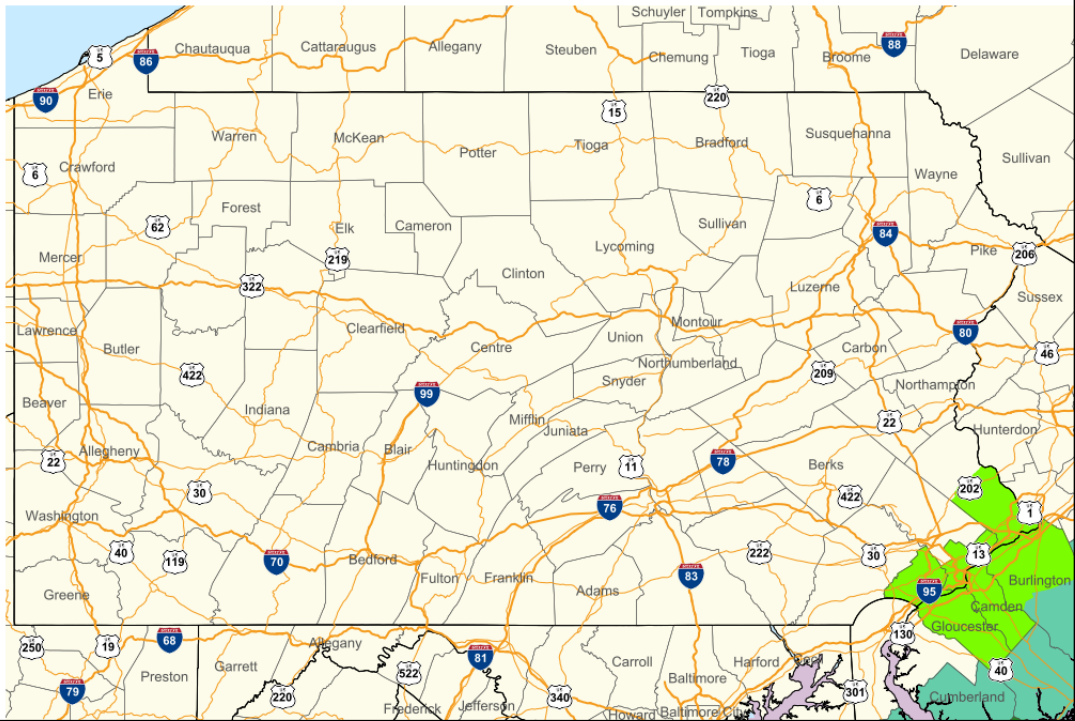 Schuyler Tompkins
5
Chautauqua
Cattaraugus
Allegany
Steuben
Chemung
Tioga
88
Broome
Delaware
86
90
Erie
15
220
Warren
McKean
Potter
Tioga
Bradford
Susquehanna
Sullivan
6
Crawford
Wayne
Forest
62
Elk
Cameron
Sullivan
6
84
Mercer
219
322
Lycoming
Clinton
Luzerne
Pike
206
Sussex
Lawrence
Butler
Clearfield
Centre
Union
Montour
80
46
Carbon
422
Northumberland
209
Snyder
Northampton
Beaver
99
Indiana
Mifflin
Juniata
22
Hunterdon
22
Allegheny
Cambria
Blair
Huntingdon
Perry
11
78
Berks
30
422
202
Washington
76
1
40
119
70
Bedford
Fulton
Franklin
222
30
13
83
95
Burlington
Greene
Adams
Camden
Gloucester
250
19
68
Allegany
130
Garrett
Preston
81
522
Carroll
Harford
Cecil
40
79
220
Frederick
Jefferson
340
Howard
Baltimore
Baltimore City
301
Cumberland